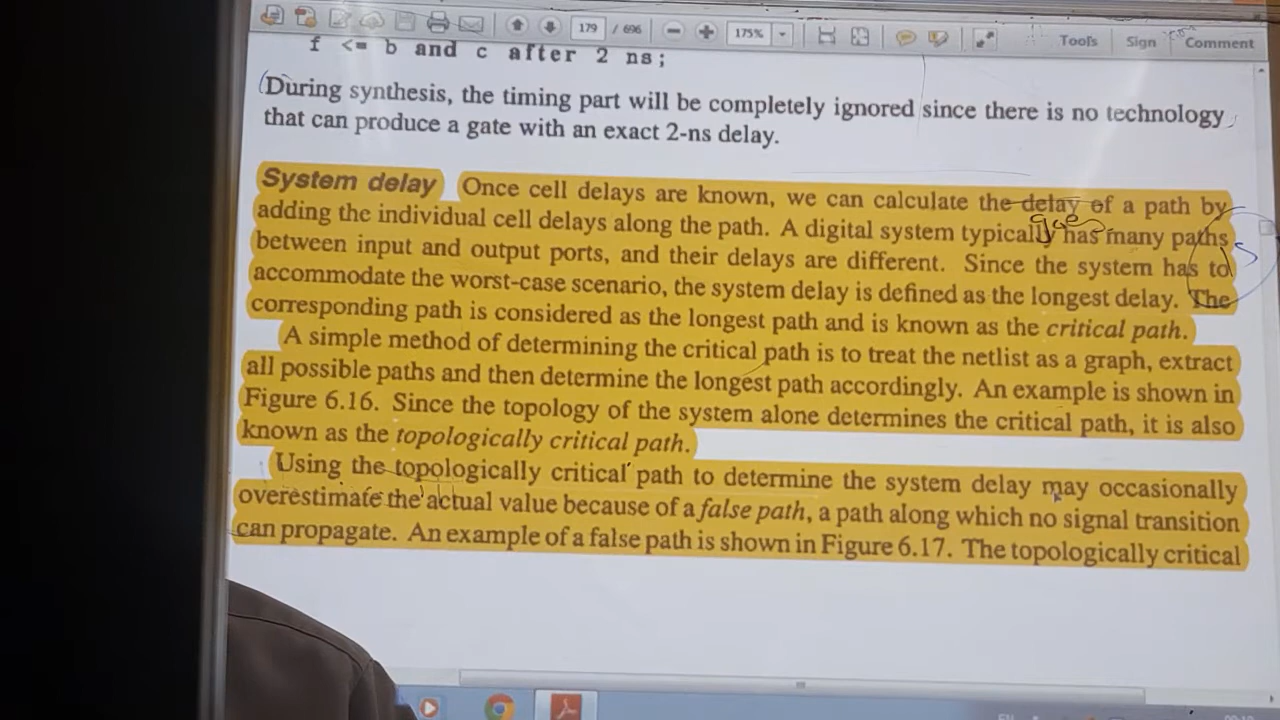 179 / 696 175% Tools Sign Comment
f <= b and c after 2 ns;
During synthesis, the timing part will be completely ignored since there is no technology
that can produce a gate with an exact 2-ns delay.
System delay Once cell delays are known, we can calculate the delay of a path by
adding the individual cell delays along the path. A digital system typically has many paths
between input and output ports, and their delays are different. Since the system has to
accommodate the worst-case scenario, the system delay is defined as the longest delay. The
corresponding path is considered as the longest path and is known as the critical path.
A simple method of determining the critical path is to treat the netlist as a graph, extract
all possible paths and then determine the longest path accordingly. An example is shown in
Figure 6.16. Since the topology of the system alone determines the critical path, it is also
known as the topologically critical path.
Using the topologically critical path to determine the system delay may occasionally
overestimate the actual value because of a false path, a path along which no signal transition
can propagate. An example of a false path is shown in Figure 6.17. The topologically critical